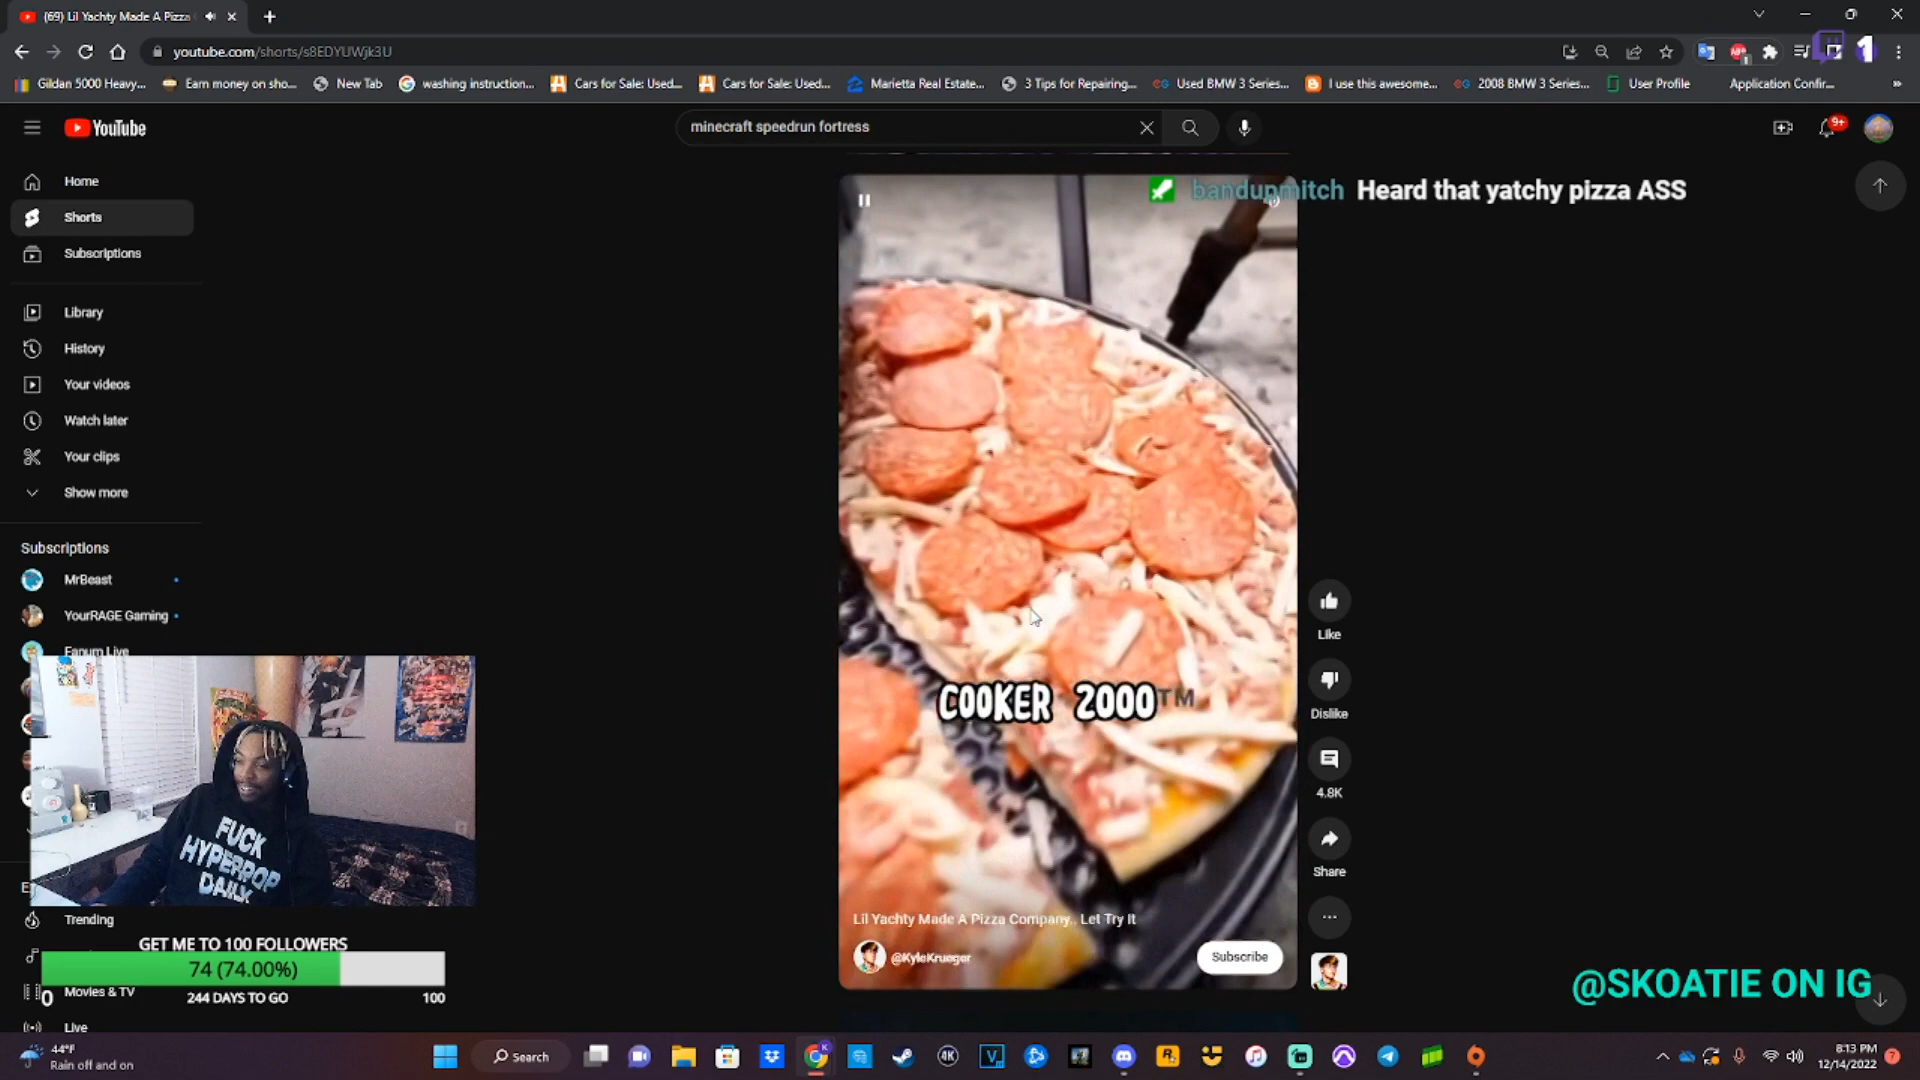 (69) Lil Yachty Made A Pizza
youtube.com/shorts/s8EDYUWjk3U
Gildan 5000 Heavy... Earn money on sho... New Tab washing instruction... Cars for Sale: Used... Cars for Sale: Used... Marietta Real Estate... 3 Tips for Repairing... Used BMW 3 Series... I use this awesome... 2008 BMW 3 Series... User Profile Application Confir...
YouTube
minecraft speedrun fortress
9+
Home
Shorts
Subscriptions
Library
History
Your videos
Watch later
Your clips
Show more
Subscriptions
MrBeast
YourRAGE Gaming
Fanum Live
Trending
Movies & TV
Live
bandupmitch Heard that yatchy pizza ASS
COOKER 2000™
Lil Yachty Made A Pizza Company.. Let Try It
@KyleKrueger
Subscribe
Like
Dislike
4.8K
Share
FUCK
HYPERPOP
DAILY
GET ME TO 100 FOLLOWERS
74 (74.00%)
0 244 DAYS TO GO 100
@SKOATIE ON IG
44°F
Rain off and on
Search
8:13 PM
12/14/2022
7